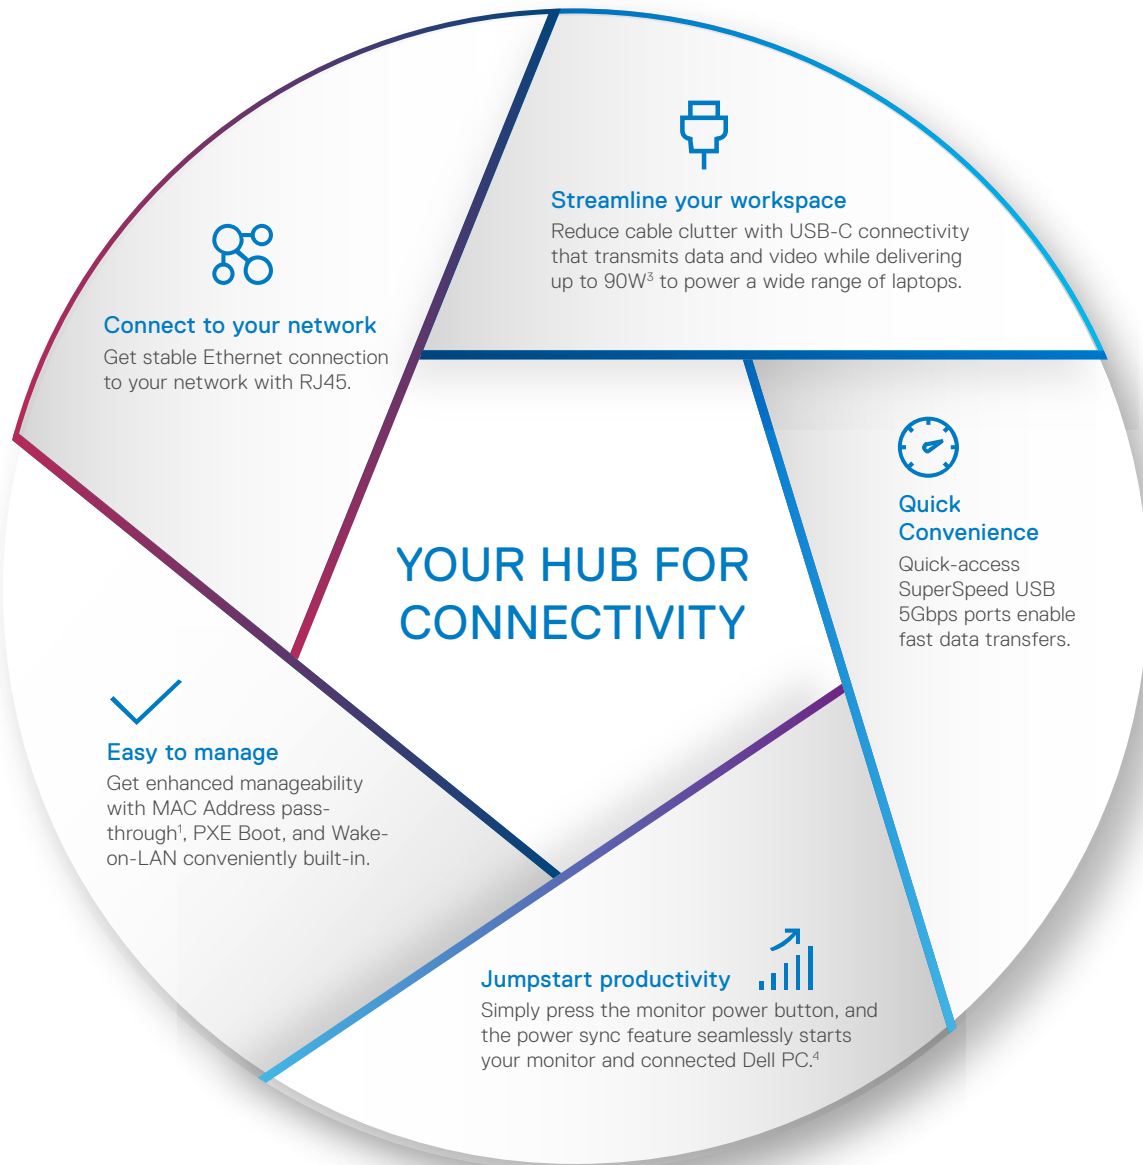 Streamline your workspace
Reduce cable clutter with USB-C connectivity
that transmits data and video while delivering
up to 90W³ to power a wide range of laptops.
Connect to your network
Get stable Ethernet connection
to your network with RJ45.
Quick
Convenience
Quick-access
SuperSpeed USB
5Gbps ports enable
fast data transfers.
YOUR HUB FOR
CONNECTIVITY
Easy to manage
Get enhanced manageability
with MAC Address pass-
through¹, PXE Boot, and Wake-
on-LAN conveniently built-in.
Jumpstart productivity
Simply press the monitor power button, and
the power sync feature seamlessly starts
your monitor and connected Dell PC.⁴